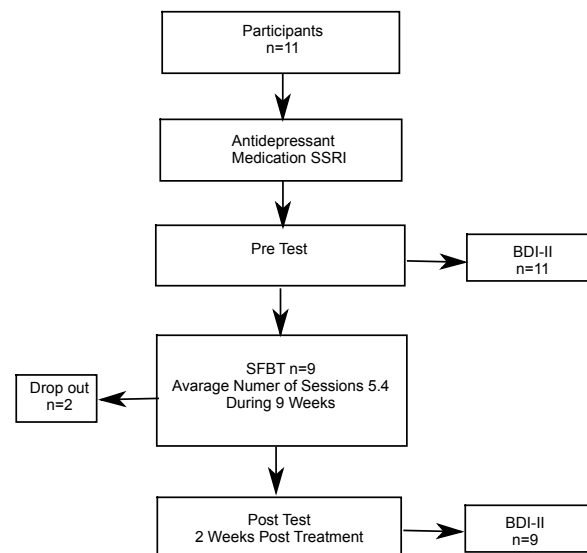 Participants
n=11
Antidepressant
Medication SSRI
Pre Test
BDI-II
n=11
SFBT n=9
Avarage Numer of Sessions 5.4
During 9 Weeks
Drop out
n=2
Post Test
2 Weeks Post Treatment
BDI-II
n=9